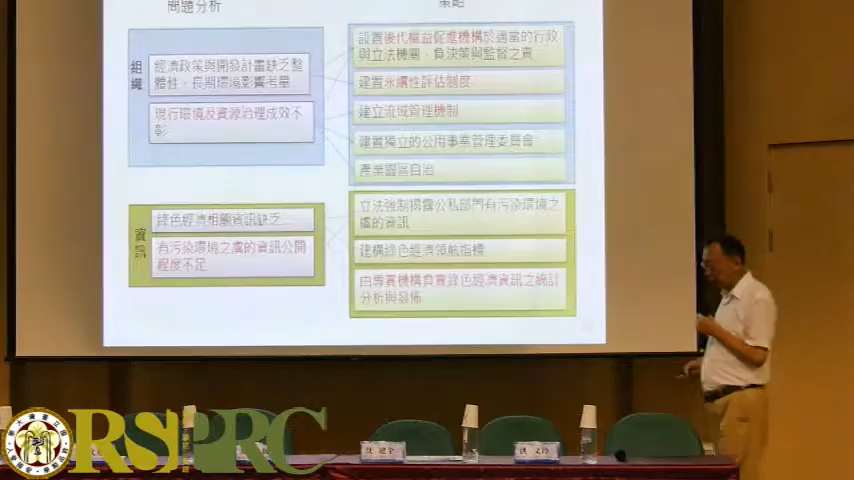 問題分析
策略
組織
經濟政策與開發計畫缺乏整
體性、長期環境影響考量
現行環境及資源治理成效不
彰
設置後代權益促進機構於適當的行政
與立法機關，負決策與監督之責
建置永續性評估制度
建立流域管理機制
建置獨立的公用事業管理委員會
產業園區自治
資訊
綠色經濟相關資訊缺乏
有污染環境之虞的資訊公開
程度不足
立法強制揭露公私部門有污染環境之
虞的資訊
建構綠色經濟領航指標
由專責機構負責綠色經濟資訊之統計
分析與發佈
RSPRC